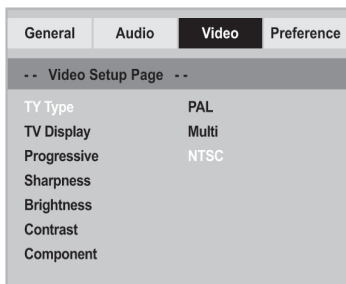 General Audio Video Preference
- - Video Setup Page - -
TY Type PAL
TV Display Multi
Progressive NTSC
Sharpness
Brightness
Contrast
Component